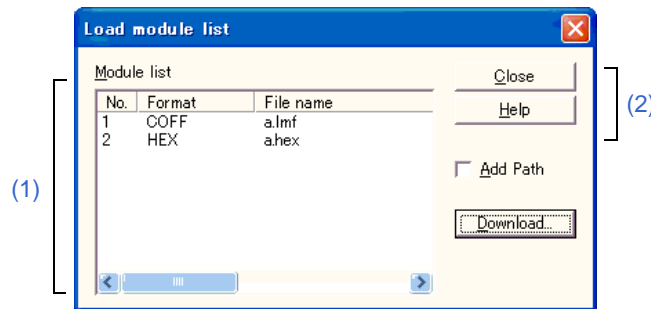 Load module list
Module list
Close
Help
(2)
No. Format File name
1 COFF a.lmf
2 HEX a.hex
(1)
Add Path
Download...